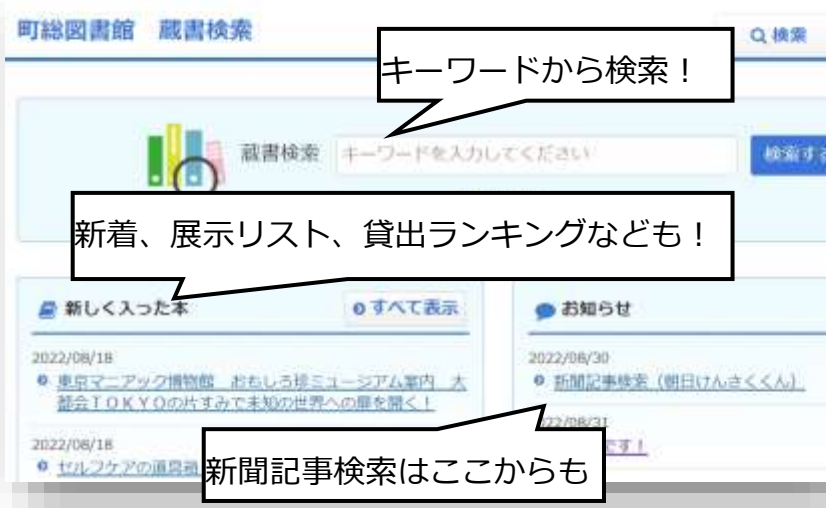 町総図書館　蔵書検索
検索
キーワードから検索！
蔵書検索
キーワードを入力してください
検索する
新着、展示リスト、貸出ランキングなども！
新しく入った本
すべて表示
お知らせ
2022/08/18
東京マニアック博物館　おもしろ珍ミュージアム案内　大
都会ＴＯＫＹＯの片すみで未知の世界への扉を開く！
2022/08/30
新聞記事検索（朝日けんさくくん）
2022/08/31
です！
2022/08/18
セルフケアの道具箱
新聞記事検索はここからも